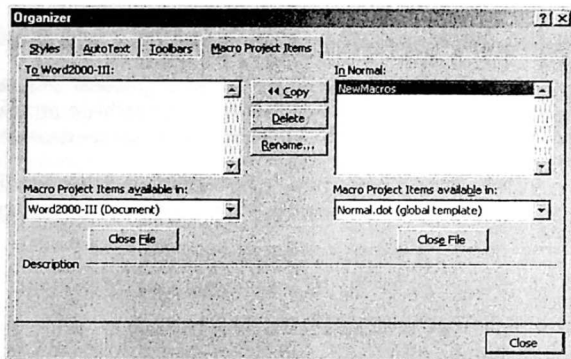 Organizer
Styles AutoText Toolbars Macro Project Items
To Word2000-III: In Normal:
NewMacros
Copy
Delete
Rename...
Macro Project Items available in: Macro Project Items available in:
Word2000-III (Document) Normal.dot (global template)
Close File Close File
Description
Close